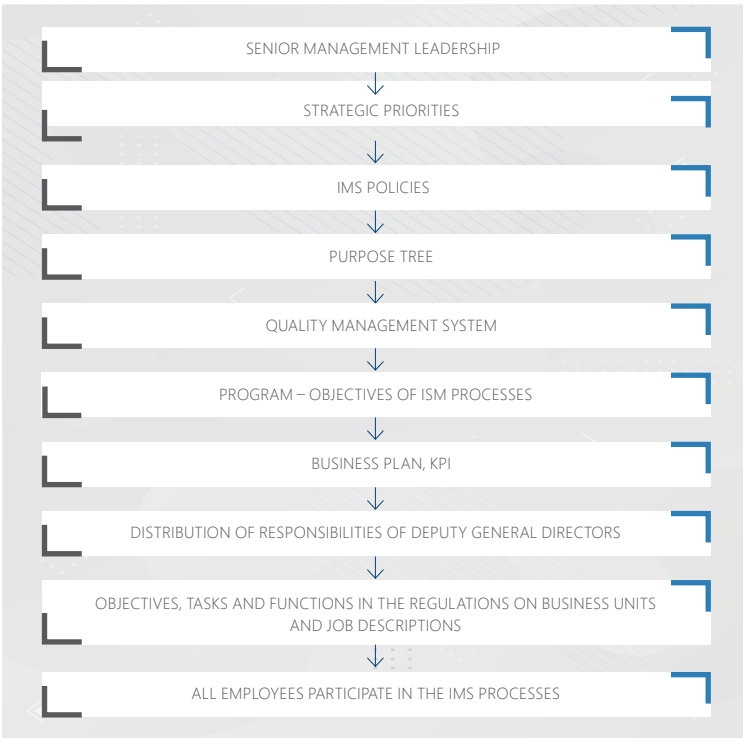 SENIOR MANAGEMENT LEADERSHIP
STRATEGIC PRIORITIES
IMS POLICIES
PURPOSE TREE
QUALITY MANAGEMENT SYSTEM
PROGRAM – OBJECTIVES OF ISM PROCESSES
BUSINESS PLAN, KPI
DISTRIBUTION OF RESPONSIBILITIES OF DEPUTY GENERAL DIRECTORS
OBJECTIVES, TASKS AND FUNCTIONS IN THE REGULATIONS ON BUSINESS UNITS
AND JOB DESCRIPTIONS
ALL EMPLOYEES PARTICIPATE IN THE IMS PROCESSES